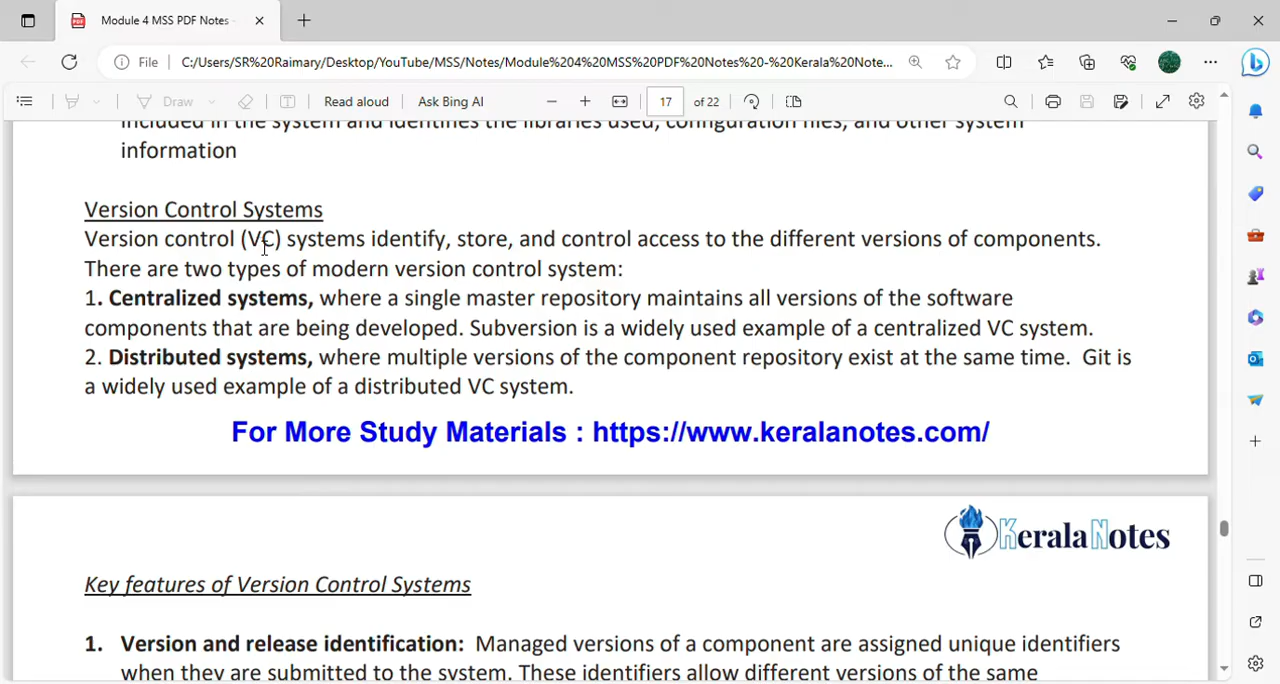 Module 4 MSS PDF Notes -
File
C:/Users/SR%20Raimary/Desktop/YouTube/MSS/Notes/Module%204%20MSS%20PDF%20Notes%20-%20Kerala%20Note...
Draw
Read aloud
Ask Bing AI
17
of 22
included in the system and identifies the libraries used, configuration files, and other system
information
Version Control Systems
Version control (VC) systems identify, store, and control access to the different versions of components.
There are two types of modern version control system:
1. Centralized systems, where a single master repository maintains all versions of the software
components that are being developed. Subversion is a widely used example of a centralized VC system.
2. Distributed systems, where multiple versions of the component repository exist at the same time. Git is
a widely used example of a distributed VC system.
For More Study Materials : https://www.keralanotes.com/
KeralaNotes
Key features of Version Control Systems
1. Version and release identification: Managed versions of a component are assigned unique identifiers
when they are submitted to the system. These identifiers allow different versions of the same